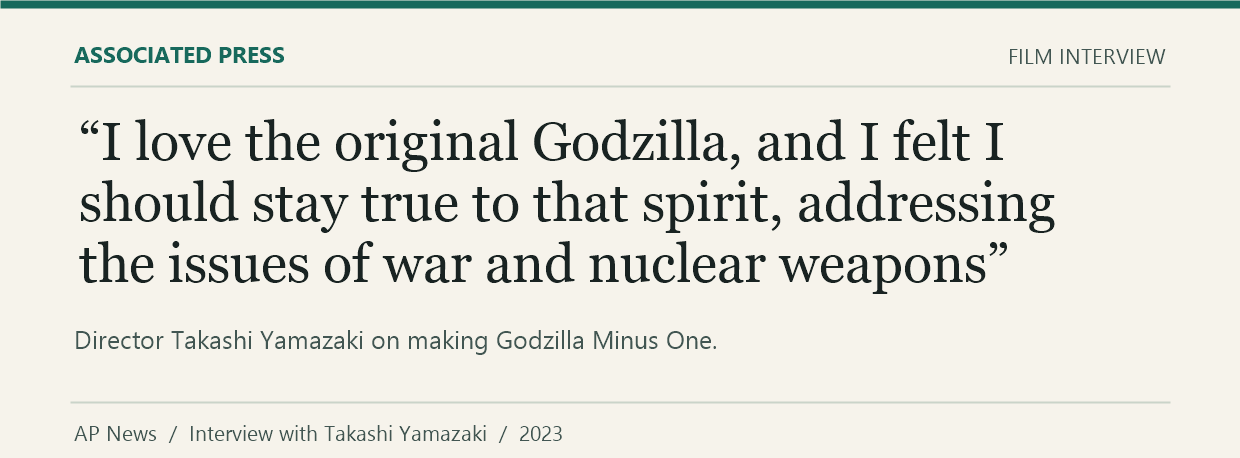 ASSOCIATED PRESS
FILM INTERVIEW
“I love the original Godzilla, and I felt I
should stay true to that spirit, addressing
the issues of war and nuclear weapons”
Director Takashi Yamazaki on making Godzilla Minus One.
AP News / Interview with Takashi Yamazaki / 2023